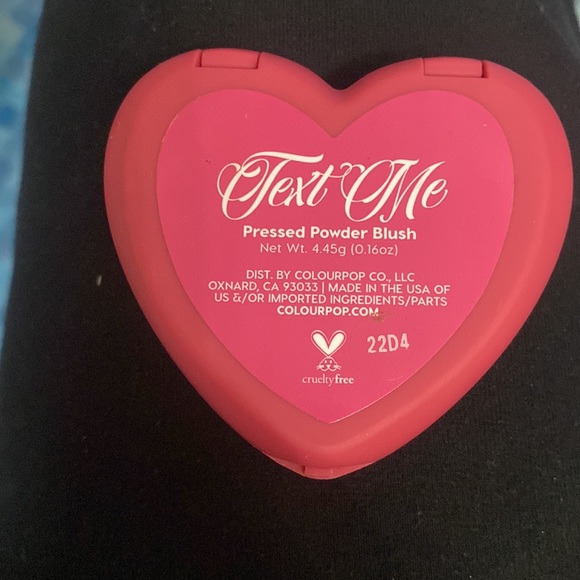 Text Me
Pressed Powder Blush
Net Wt. 4.45g (0.16oz)
DIST. BY COLOURPOP CO., LLC
OXNARD, CA 93033 | MADE IN THE USA OF
US &/OR IMPORTED INGREDIENTS/PARTS
COLOURPOP.COM
22D4
crueltyfree